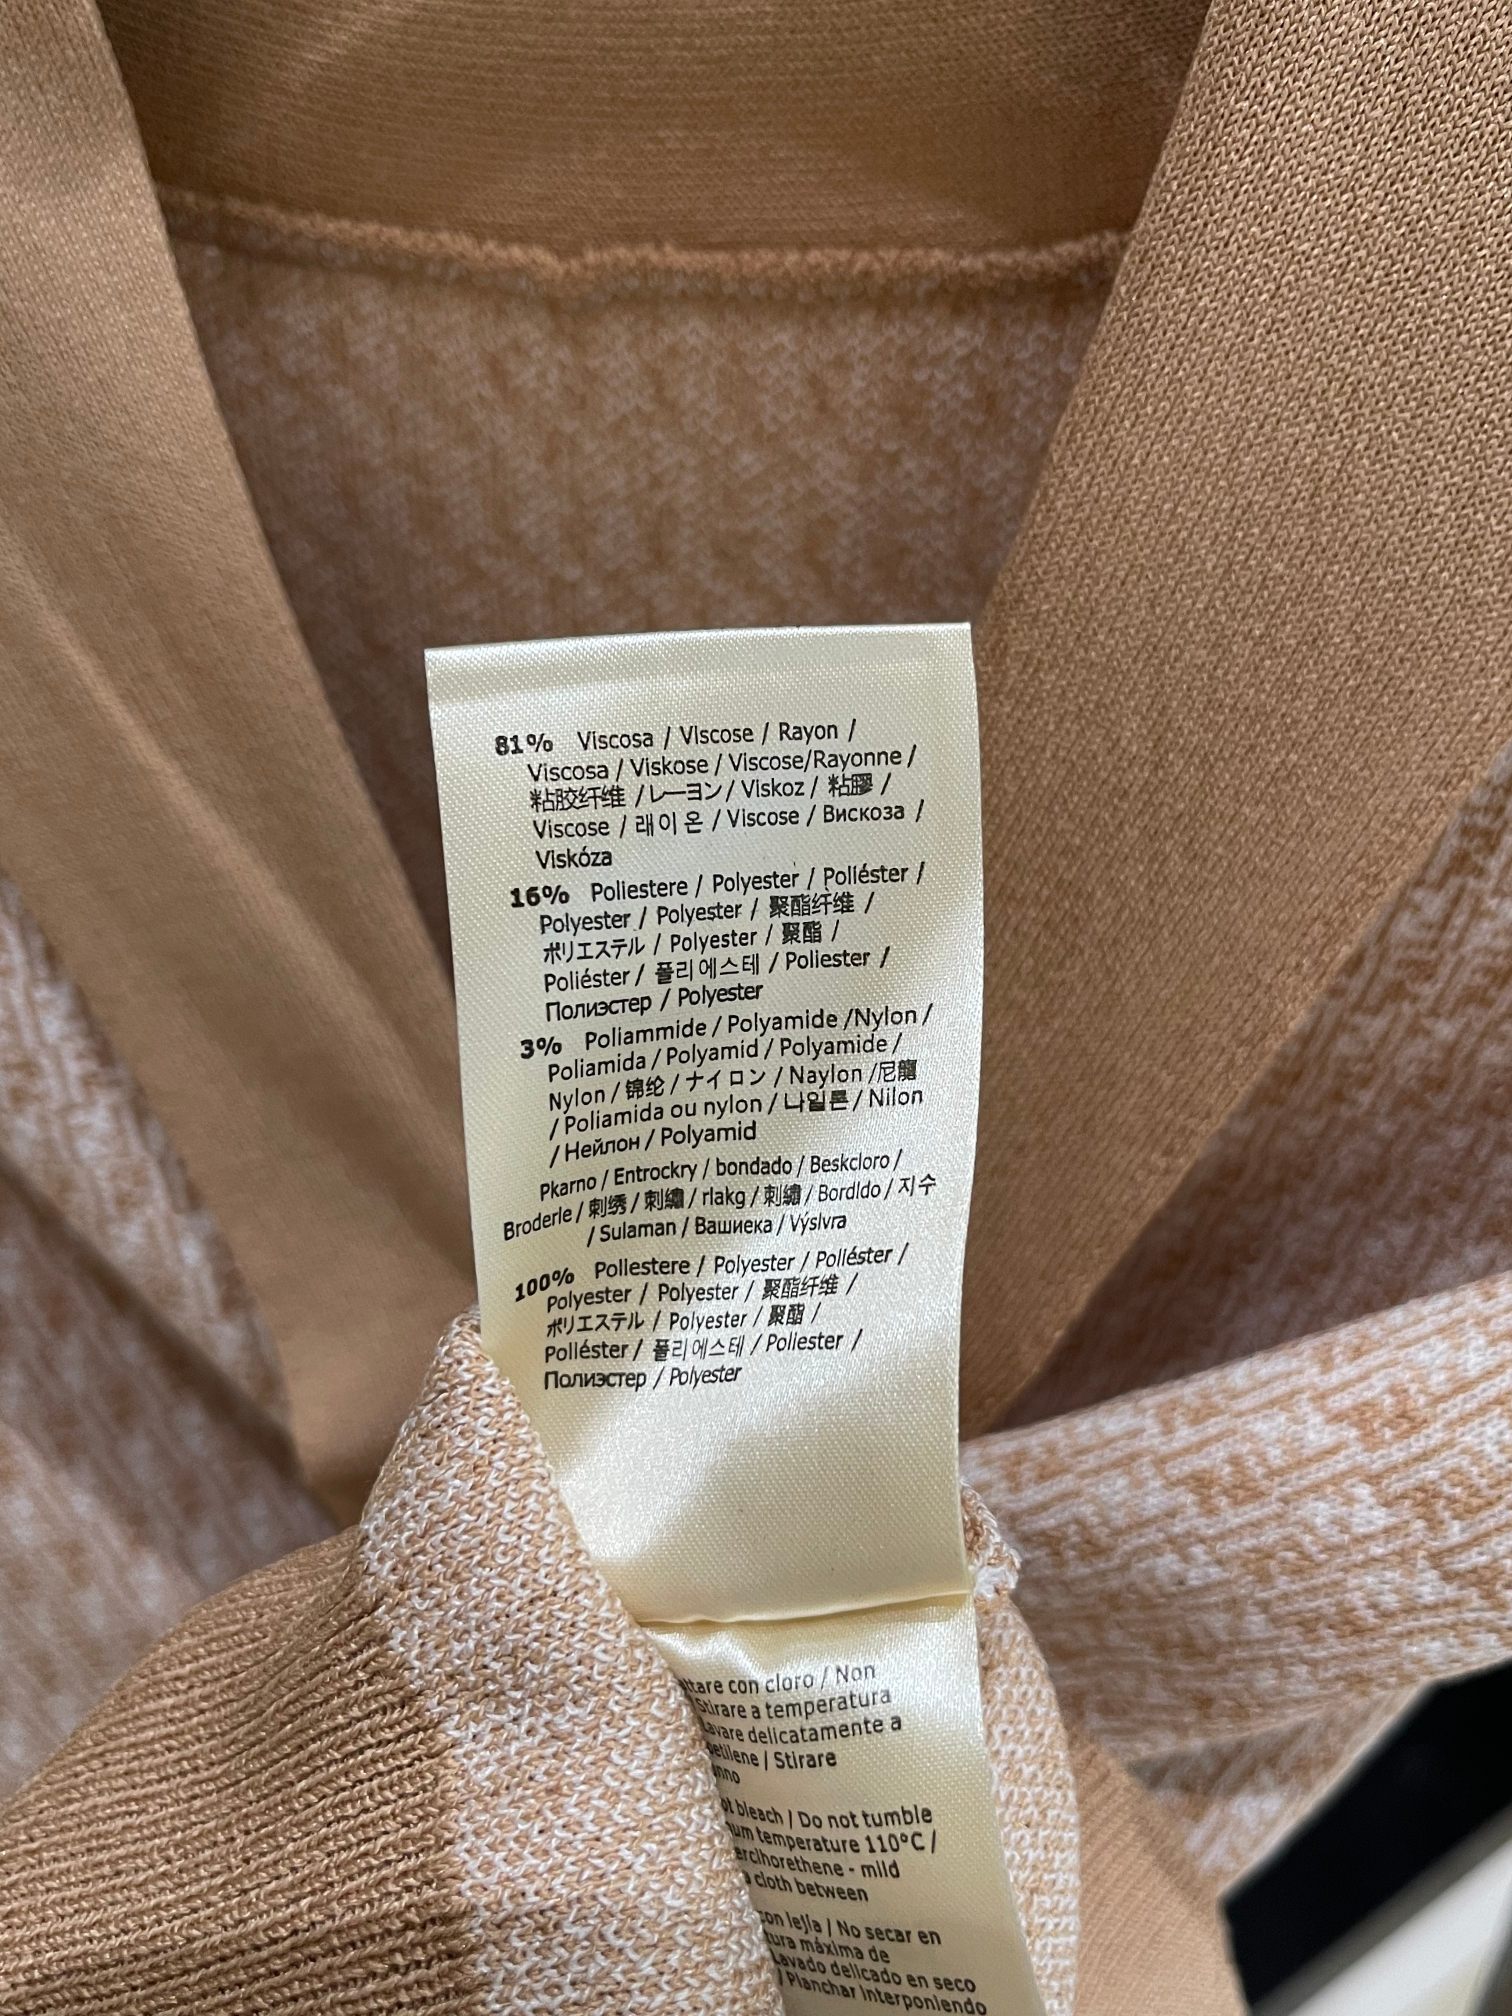 81% Viscosa / Viscose / Rayon /
Viscosa / Viskose / Viscose/Rayonne /
粘胶纤维 /レーヨン/ Viskoz / 粘膠 /
Viscose / 레이온 / Viscose / Вискоза /
Viskóza
16% Poliestere / Polyester / Poliéster /
Polyester / Polyester / 聚酯纤维 /
ポリエステル / Polyester / 聚酯 /
Poliéster / 폴리에스테 / Poliester /
Полиэстер / Polyester
3% Poliammide / Polyamide /Nylon /
Poliamida / Polyamid / Polyamide /
Nylon / 锦纶 / ナイロン / Naylon /尼龍
/ Poliamida ou nylon / 나일론 / Nilon
/ Нейлон / Polyamid
Pkarno / Entrockry / bondado / Beskcloro /
Broderle / 刺绣 / 刺繡 / rlakg / 刺繡 / Bordldo / 지수
/ Sulaman / Вашиека / Výslvra
100% Poliestere / Polyester / Poliéster /
Polyester / Polyester / 聚酯纤维 /
ポリエステル / Polyester / 聚酯 /
Poliéster / 폴리에스테 / Poliester /
Полиэстер / Polyester
ttare con cloro / Non
Stirare a temperatura
Lavare delicatamente a
etilene / Stirare
nno
ot bleach / Do not tumble
um temperature 110°C /
erclhorethene - mild
a cloth between
con lejía / No secar en
tura máxima de
Lavado delicado en seco
/ Planchar interponiendo